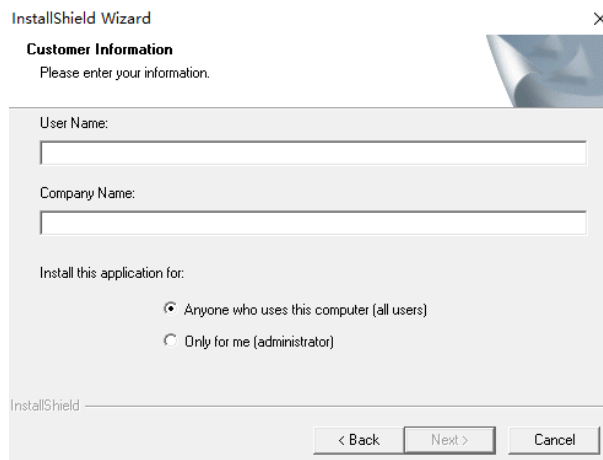 InstallShield Wizard
Customer Information
Please enter your information.
User Name:
Company Name:
Install this application for:
Anyone who uses this computer (all users)
Only for me (administrator)
InstallShield
< Back
Next >
Cancel